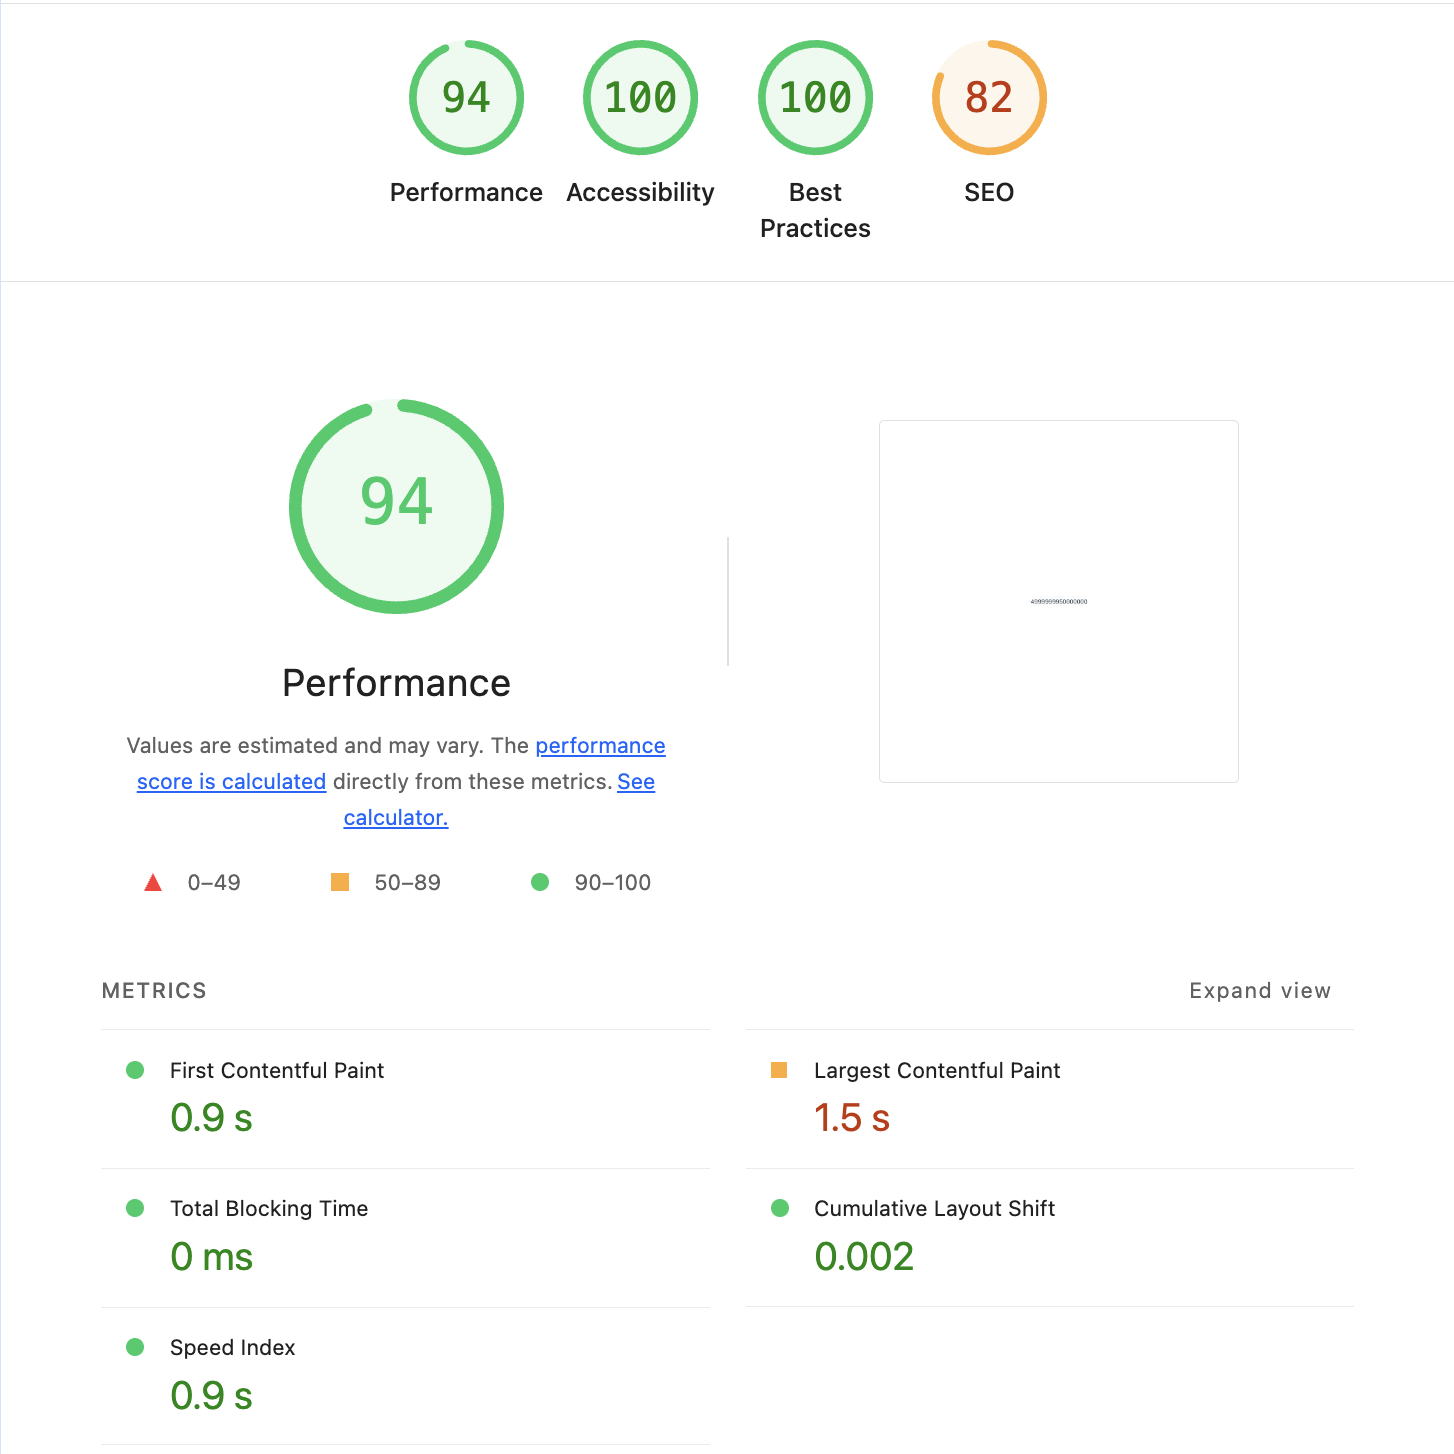 94
100
100
82
Performance
Accessibility
Best
Practices
SEO
94
Performance
Values are estimated and may vary. The performance
score is calculated directly from these metrics. See
calculator.
0–49
50–89
90–100
4999999950000000
METRICS
Expand view
First Contentful Paint
0.9 s
Largest Contentful Paint
1.5 s
Total Blocking Time
0 ms
Cumulative Layout Shift
0.002
Speed Index
0.9 s